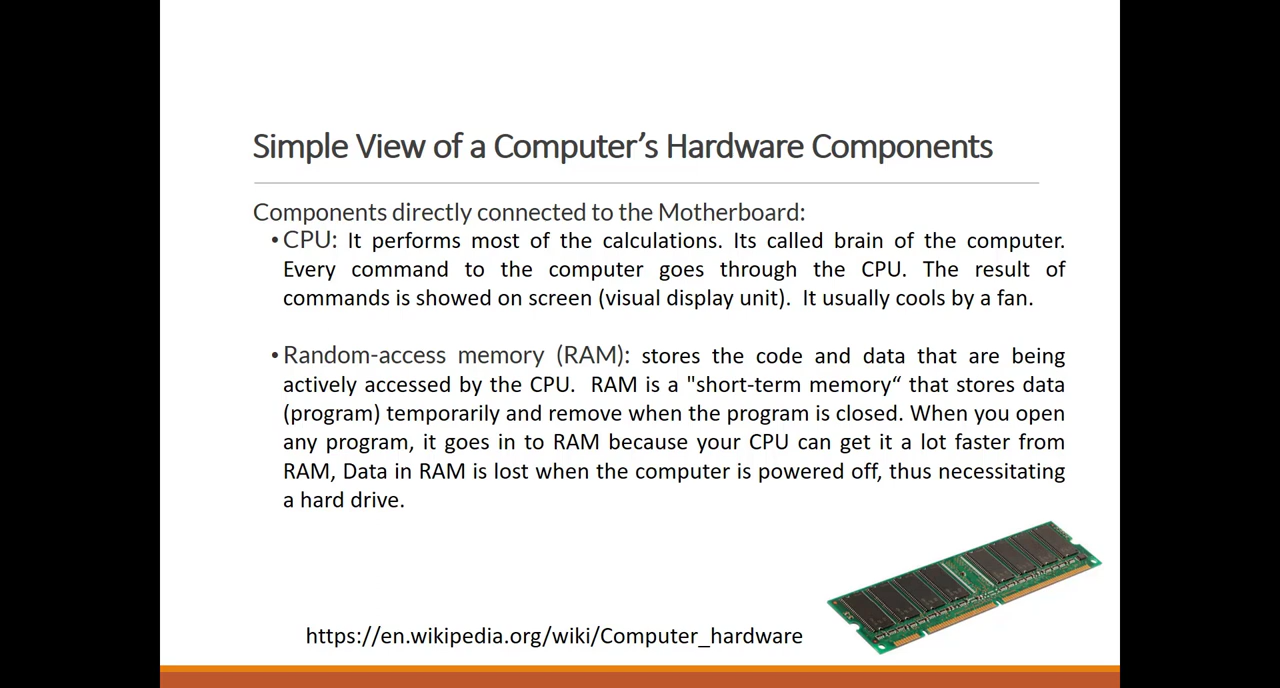 Simple View of a Computer’s Hardware Components
Components directly connected to the Motherboard:
• CPU: It performs most of the calculations. Its called brain of the computer.
Every command to the computer goes through the CPU. The result of
commands is showed on screen (visual display unit).  It usually cools by a fan.
• Random-access memory (RAM): stores the code and data that are being
actively accessed by the CPU.  RAM is a "short-term memory“ that stores data
(program) temporarily and remove when the program is closed. When you open
any program, it goes in to RAM because your CPU can get it a lot faster from
RAM, Data in RAM is lost when the computer is powered off, thus necessitating
a hard drive.
https://en.wikipedia.org/wiki/Computer_hardware